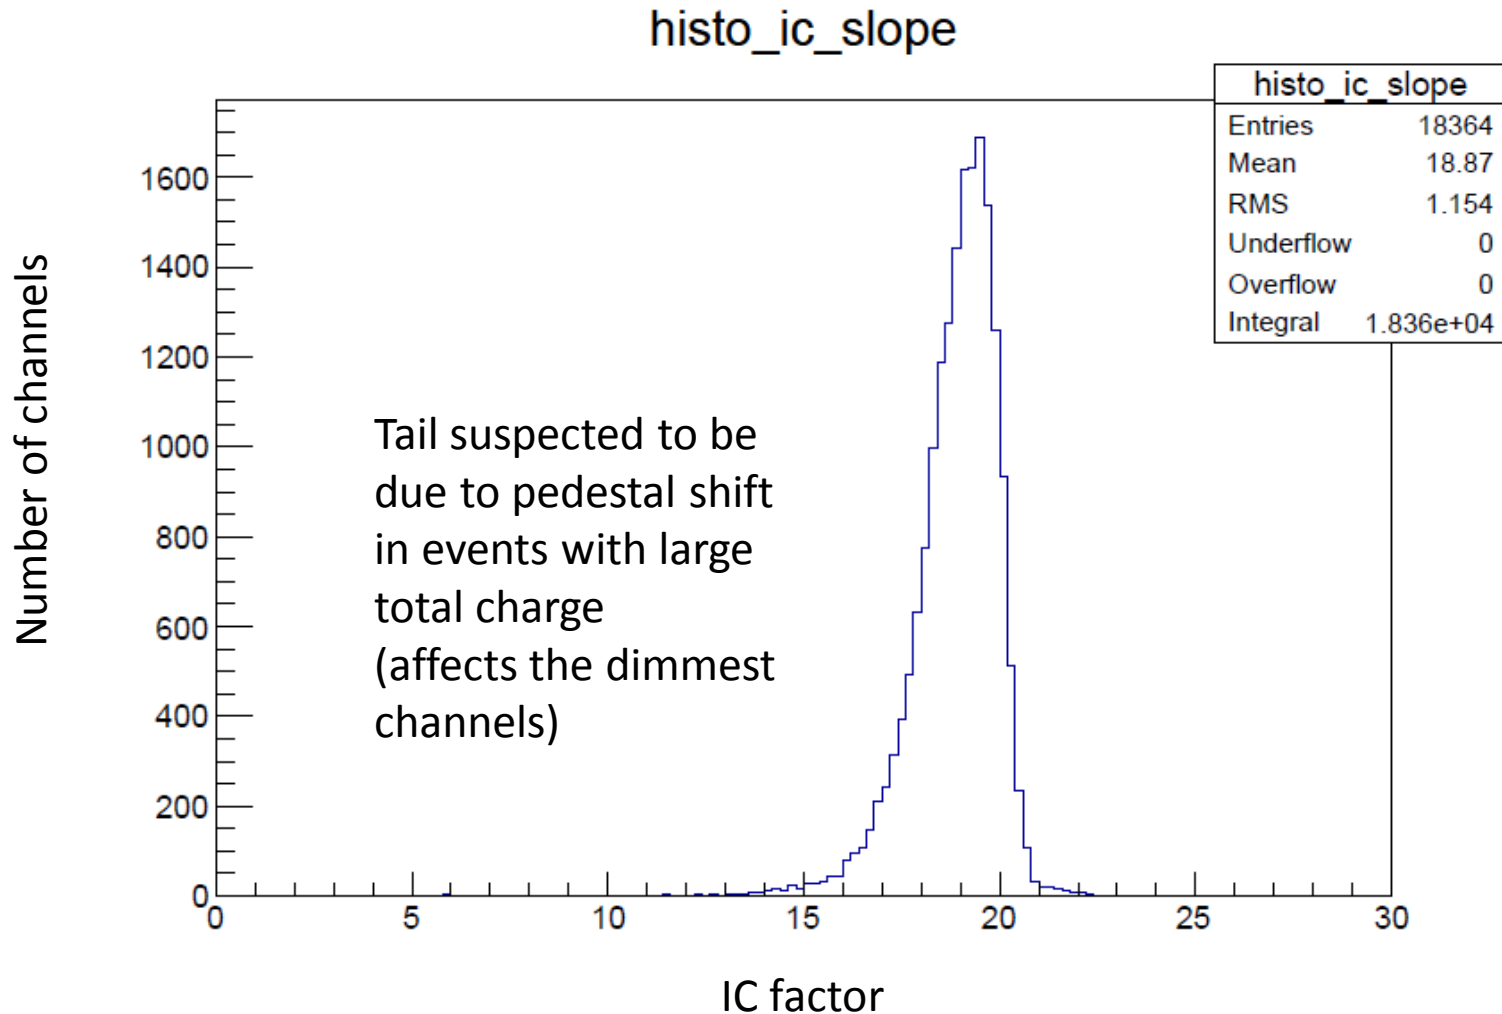 histo_ic_slope
histo_ic_slope
Entries 18364
Mean 18.87
RMS 1.154
Underflow 0
Overflow 0
Integral 1.836e+04
Number of channels
1600
1400
1200
1000
800
600
400
200
0
Tail suspected to be
due to pedestal shift
in events with large
total charge
(affects the dimmest
channels)
0 5 10 15 20 25 30
IC factor